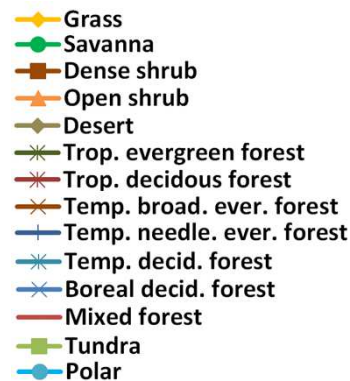 Grass
Savanna
Dense shrub
Open shrub
Desert
Trop. evergreen forest
Trop. decidous forest
Temp. broad. ever. forest
Temp. needle. ever. forest
Temp. decid. forest
Boreal decid. forest
Mixed forest
Tundra
Polar